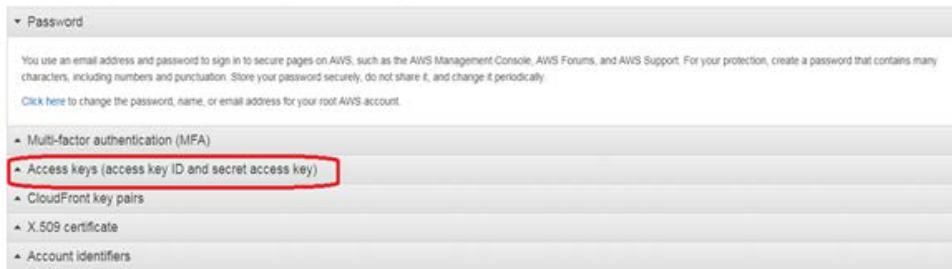 Password
You use an email address and password to sign in to secure pages on AWS, such as the AWS Management Console, AWS Forums, and AWS Support. For your protection, create a password that contains many
characters, including numbers and punctuation. Store your password securely, do not share it, and change it periodically.
Click here to change the password, name, or email address for your root AWS account.
Multi-factor authentication (MFA)
Access keys (access key ID and secret access key)
CloudFront key pairs
X.509 certificate
Account identifiers